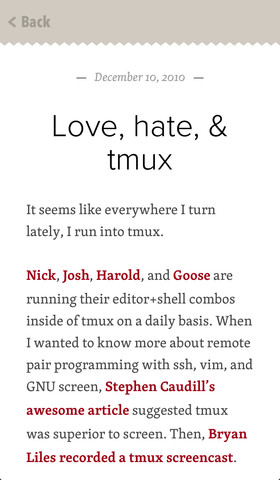 Back
— December 10, 2010 —
Love, hate, &
tmux
It seems like everywhere I turn
lately, I run into tmux.
Nick, Josh, Harold, and Goose are
running their editor+shell combos
inside of tmux on a daily basis. When
I wanted to know more about remote
pair programming with ssh, vim, and
GNU screen, Stephen Caudill’s
awesome article suggested tmux
was superior to screen. Then, Bryan
Liles recorded a tmux screencast.